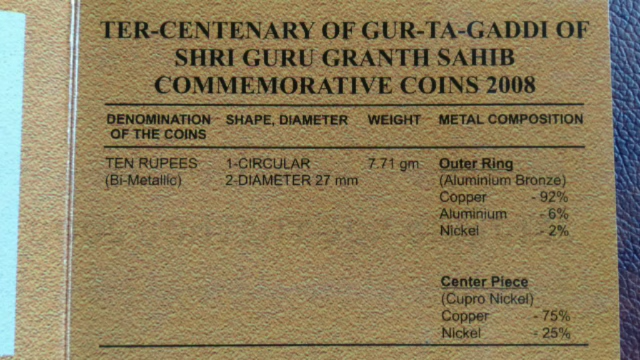 TER-CENTENARY OF GUR-TA-GADDI OF
SHRI GURU GRANTH SAHIB
COMMEMORATIVE COINS 2008
DENOMINATION OF THE COINS SHAPE, DIAMETER WEIGHT METAL COMPOSITION
TEN RUPEES 1-CIRCULAR 7.71 gm Outer Ring
(Bi-Metallic) 2-DIAMETER 27 mm (Aluminium Bronze)
Copper - 92%
Aluminium - 6%
Nickel - 2%
Center Piece
(Cupro Nickel)
Copper - 75%
Nickel - 25%